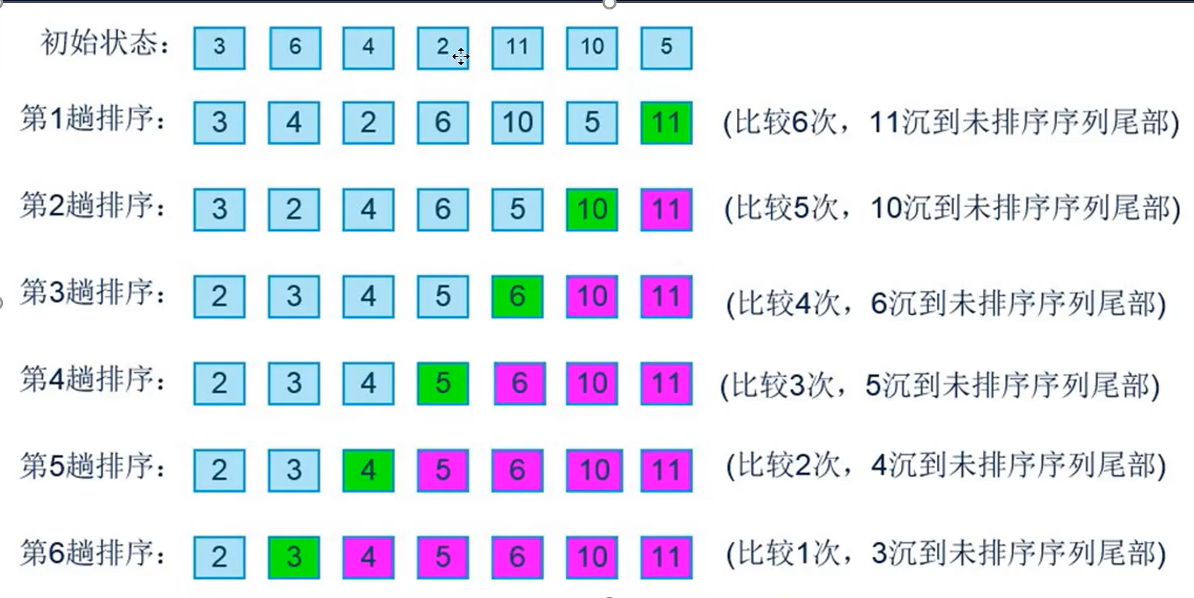 初始状态： 3 6 4 2 11 10 5
第1趟排序： 3 4 2 6 10 5 11 (比较6次，11沉到未排序序列尾部)
第2趟排序： 3 2 4 6 5 10 11 (比较5次，10沉到未排序序列尾部)
第3趟排序： 2 3 4 5 6 10 11 (比较4次，6沉到未排序序列尾部)
第4趟排序： 2 3 4 5 6 10 11 (比较3次，5沉到未排序序列尾部)
第5趟排序： 2 3 4 5 6 10 11 (比较2次，4沉到未排序序列尾部)
第6趟排序： 2 3 4 5 6 10 11 (比较1次，3沉到未排序序列尾部)